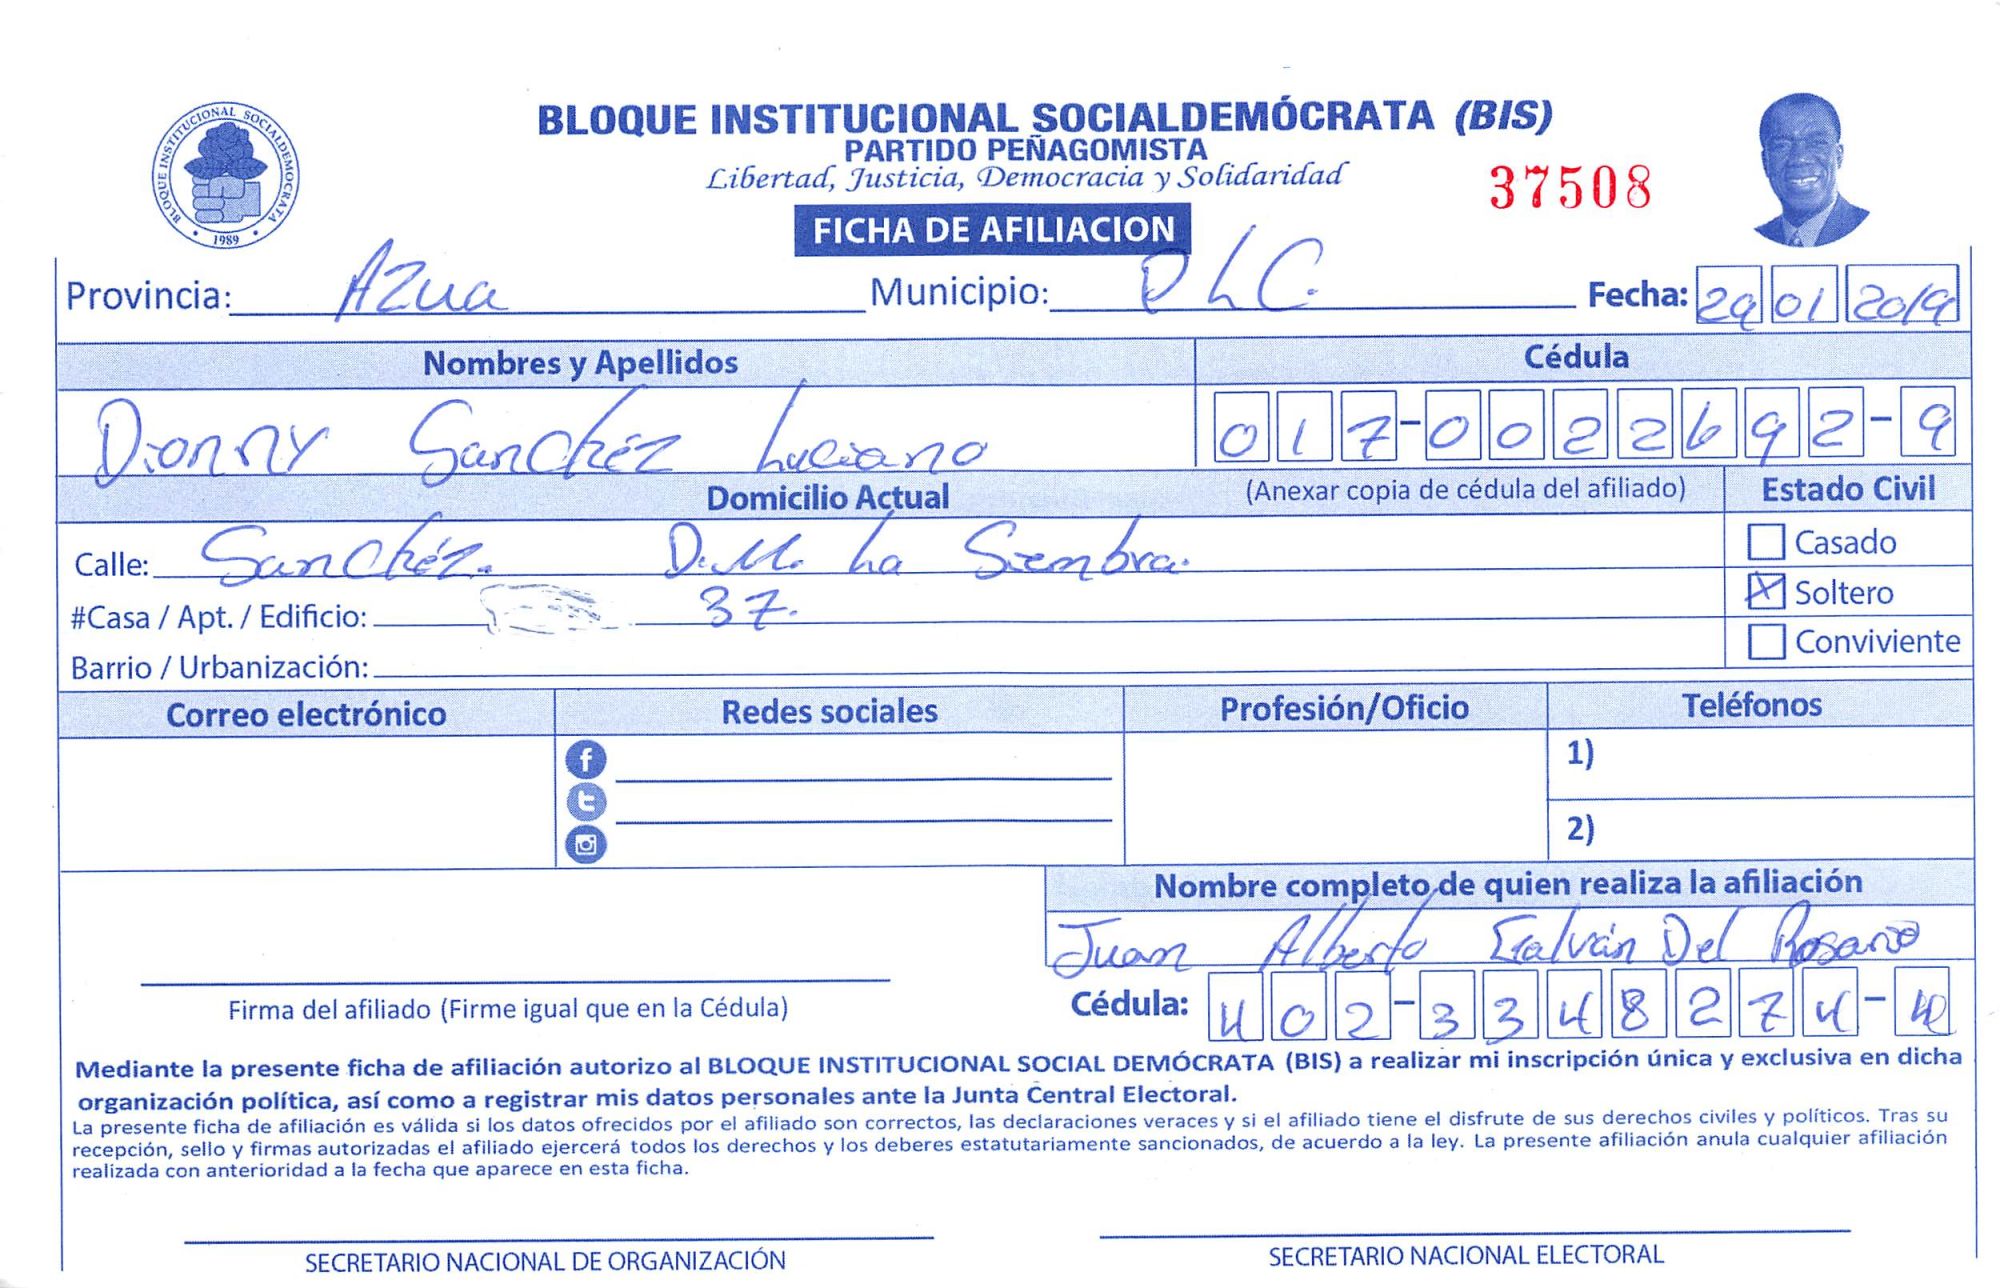 BLOQUE INSTITUCIONAL SOCIALDEMÓCRATA (BIS)
PARTIDO PEÑAGOMISTA
Libertad, Justicia, Democracia y Solidaridad
37508
BLOQUE INSTITUCIONAL SOCIALDEMOCRATA
• 1989 •
FICHA DE AFILIACION
Provincia: Azua Municipio: P L C. Fecha: 29 01 2019
Nombres y Apellidos Cédula
Dionny Sanchéz Luciano 017-0022692-9
Domicilio Actual (Anexar copia de cédula del afiliado) Estado Civil
Calle: Sanchéz. D.M. La Siembra. Casado
#Casa / Apt. / Edificio: 37. Soltero
Barrio / Urbanización: Conviviente
Correo electrónico Redes sociales Profesión/Oficio Teléfonos
1)
2)
Nombre completo de quien realiza la afiliación
Juan Alberto Galván Del Rosario
Firma del afiliado (Firme igual que en la Cédula) Cédula: 402-3348274-
Mediante la presente ficha de afiliación autorizo al BLOQUE INSTITUCIONAL SOCIAL DEMÓCRATA (BIS) a realizar mi inscripción única y exclusiva en dicha
organización política, así como a registrar mis datos personales ante la Junta Central Electoral.
La presente ficha de afiliación es válida si los datos ofrecidos por el afiliado son correctos, las declaraciones veraces y si el afiliado tiene el disfrute de sus derechos civiles y políticos. Tras su
recepción, sello y firmas autorizadas el afiliado ejercerá todos los derechos y los deberes estatutariamente sancionados, de acuerdo a la ley. La presente afiliación anula cualquier afiliación
realizada con anterioridad a la fecha que aparece en esta ficha.
SECRETARIO NACIONAL DE ORGANIZACIÓN SECRETARIO NACIONAL ELECTORAL